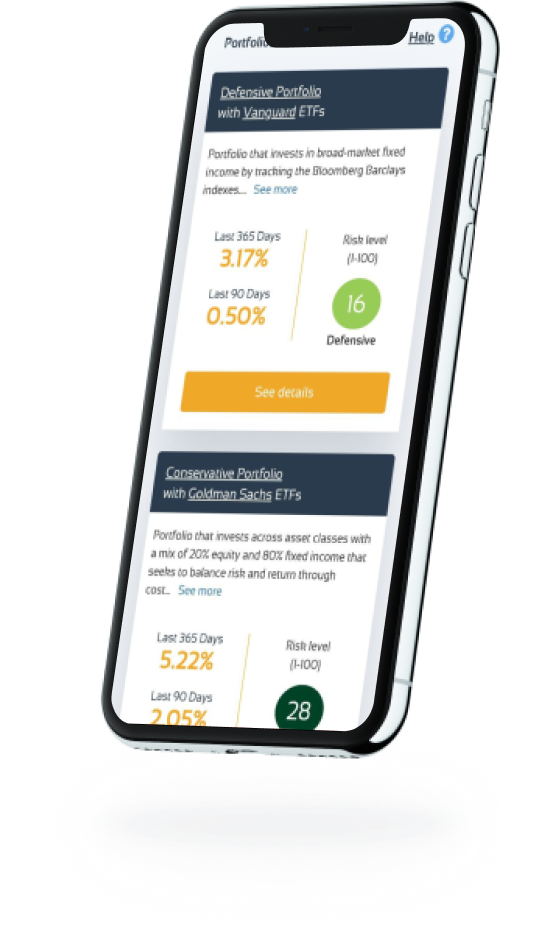 Portfolio
Help ?
Defensive Portfolio
with Vanguard ETFs
Portfolio that invests in broad-market fixed
income by tracking the Bloomberg Barclays
indexes... See more
Last 365 Days
3.17%
Last 90 Days
0.50%
Risk level
(1-100)
16
Defensive
See details
Conservative Portfolio
with Goldman Sachs ETFs
Portfolio that invests across asset classes with
a mix of 20% equity and 80% fixed income that
seeks to balance risk and return through
cost... See more
Last 365 Days
5.22%
Last 90 Days
2.05%
Risk level
(1-100)
28